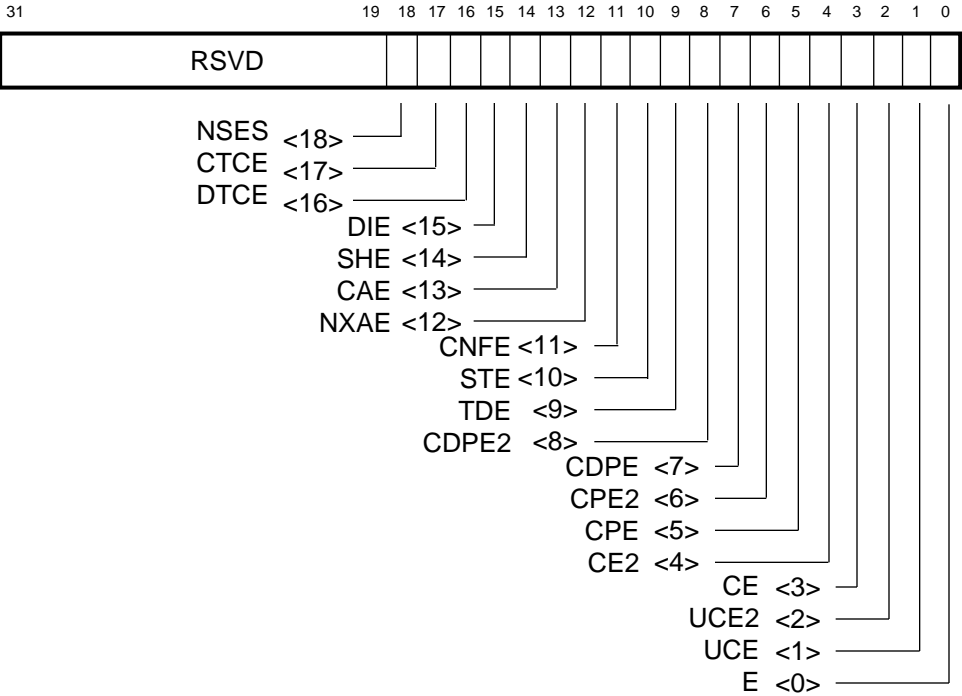 31 19 18 17 16 15 14 13 12 11 10 9 8 7 6 5 4 3 2 1 0
RSVD
NSES <18>
CTCE <17>
DTCE <16>
DIE <15>
SHE <14>
CAE <13>
NXAE <12>
CNFE <11>
STE <10>
TDE <9>
CDPE2 <8>
CDPE <7>
CPE2 <6>
CPE <5>
CE2 <4>
CE <3>
UCE2 <2>
UCE <1>
E <0>